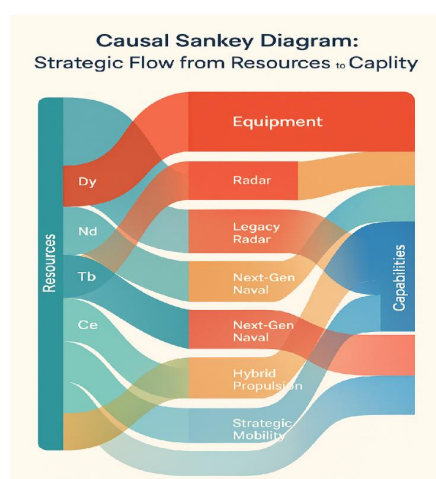 Causal Sankey Diagram:
Strategic Flow from Resources to Caplity
Resources
Dy
Nd
Tb
Ce
Equipment
Radar
Legacy
Radar
Next-Gen
Naval
Next-Gen
Naval
Hybrid
Propulsion
Strategic
Mobility
Capabilities